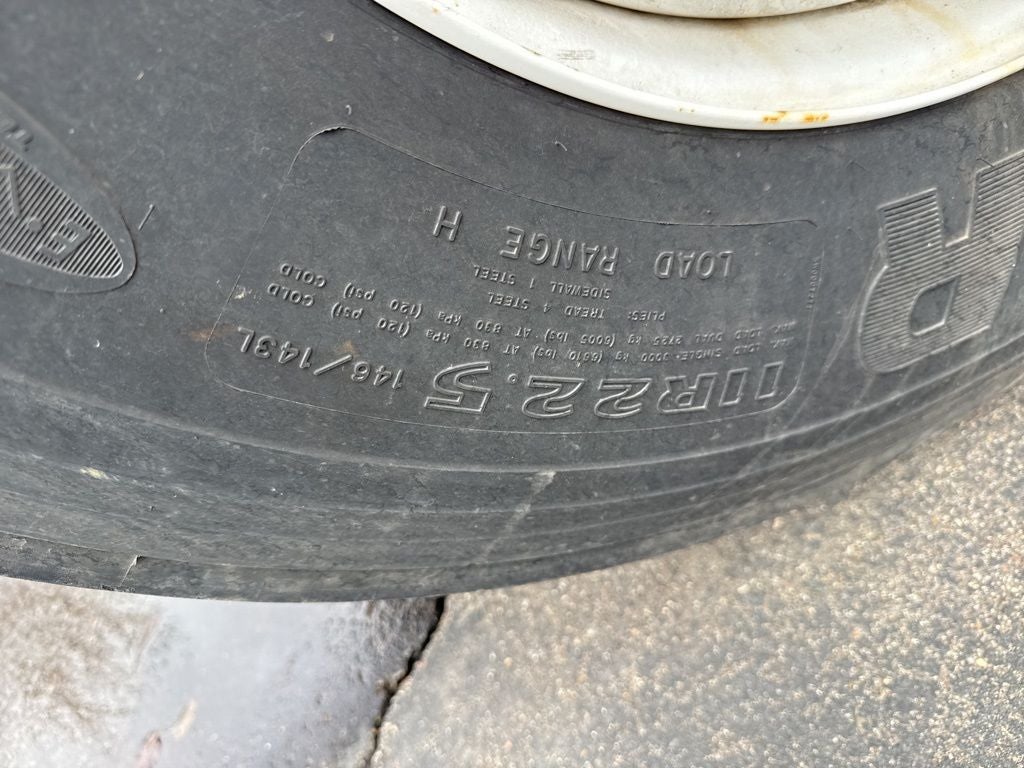 11R22.5 146/143L
MAX. LOAD SINGLE: 3000 kg (6610 lbs) AT 830 kPa (120 psi) COLD
MAX. LOAD DUAL 2725 kg (6005 lbs) AT 830 kPa (120 psi) COLD
PLIES: TREAD 4 STEEL
SIDEWALL 1 STEEL
LOAD RANGE H
R